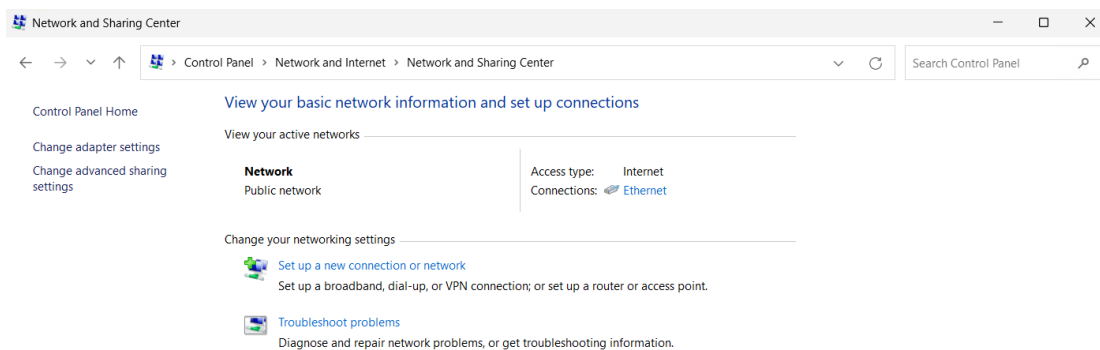 Network and Sharing Center
Control Panel > Network and Internet > Network and Sharing Center
Search Control Panel
Control Panel Home
Change adapter settings
Change advanced sharing
settings
View your basic network information and set up connections
View your active networks
Network
Public network
Access type: Internet
Connections: Ethernet
Change your networking settings
Set up a new connection or network
Set up a broadband, dial-up, or VPN connection; or set up a router or access point.
Troubleshoot problems
Diagnose and repair network problems, or get troubleshooting information.